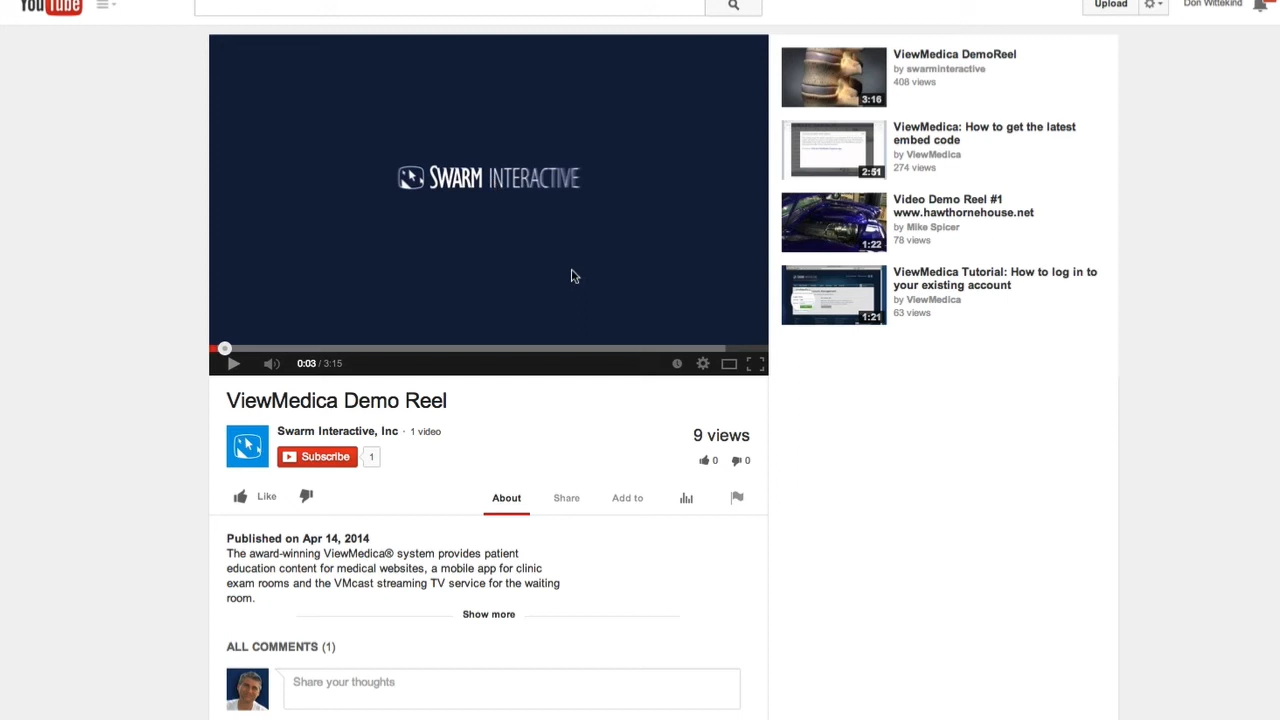 YouTube
Upload
Don Wittekind
SWARM INTERACTIVE
0:03 / 3:15
ViewMedica Demo Reel
Swarm Interactive, Inc · 1 video
Subscribe
1
9 views
0
0
Like
About
Share
Add to
Published on Apr 14, 2014
The award-winning ViewMedica® system provides patient
education content for medical websites, a mobile app for clinic
exam rooms and the VMcast streaming TV service for the waiting
room.
Show more
ALL COMMENTS (1)
Share your thoughts
3:16
ViewMedica DemoReel
by swarminteractive
408 views
2:51
ViewMedica: How to get the latest
embed code
by ViewMedica
274 views
1:22
Video Demo Reel #1
www.hawthornehouse.net
by Mike Spicer
78 views
1:21
ViewMedica Tutorial: How to log in to
your existing account
by ViewMedica
63 views